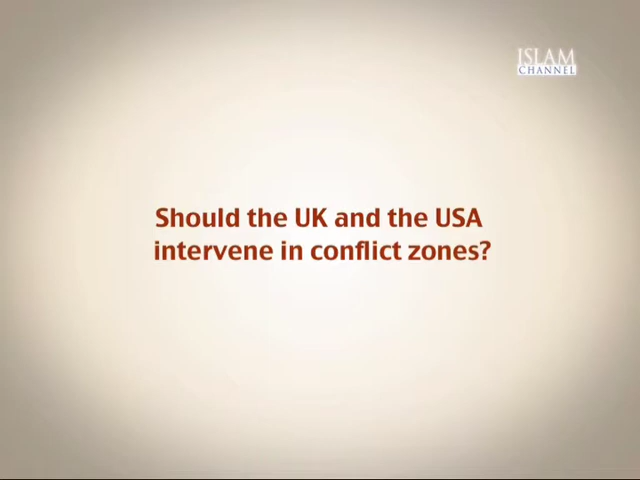 ISLAM
CHANNEL
Should the UK and the USA
intervene in conflict zones?